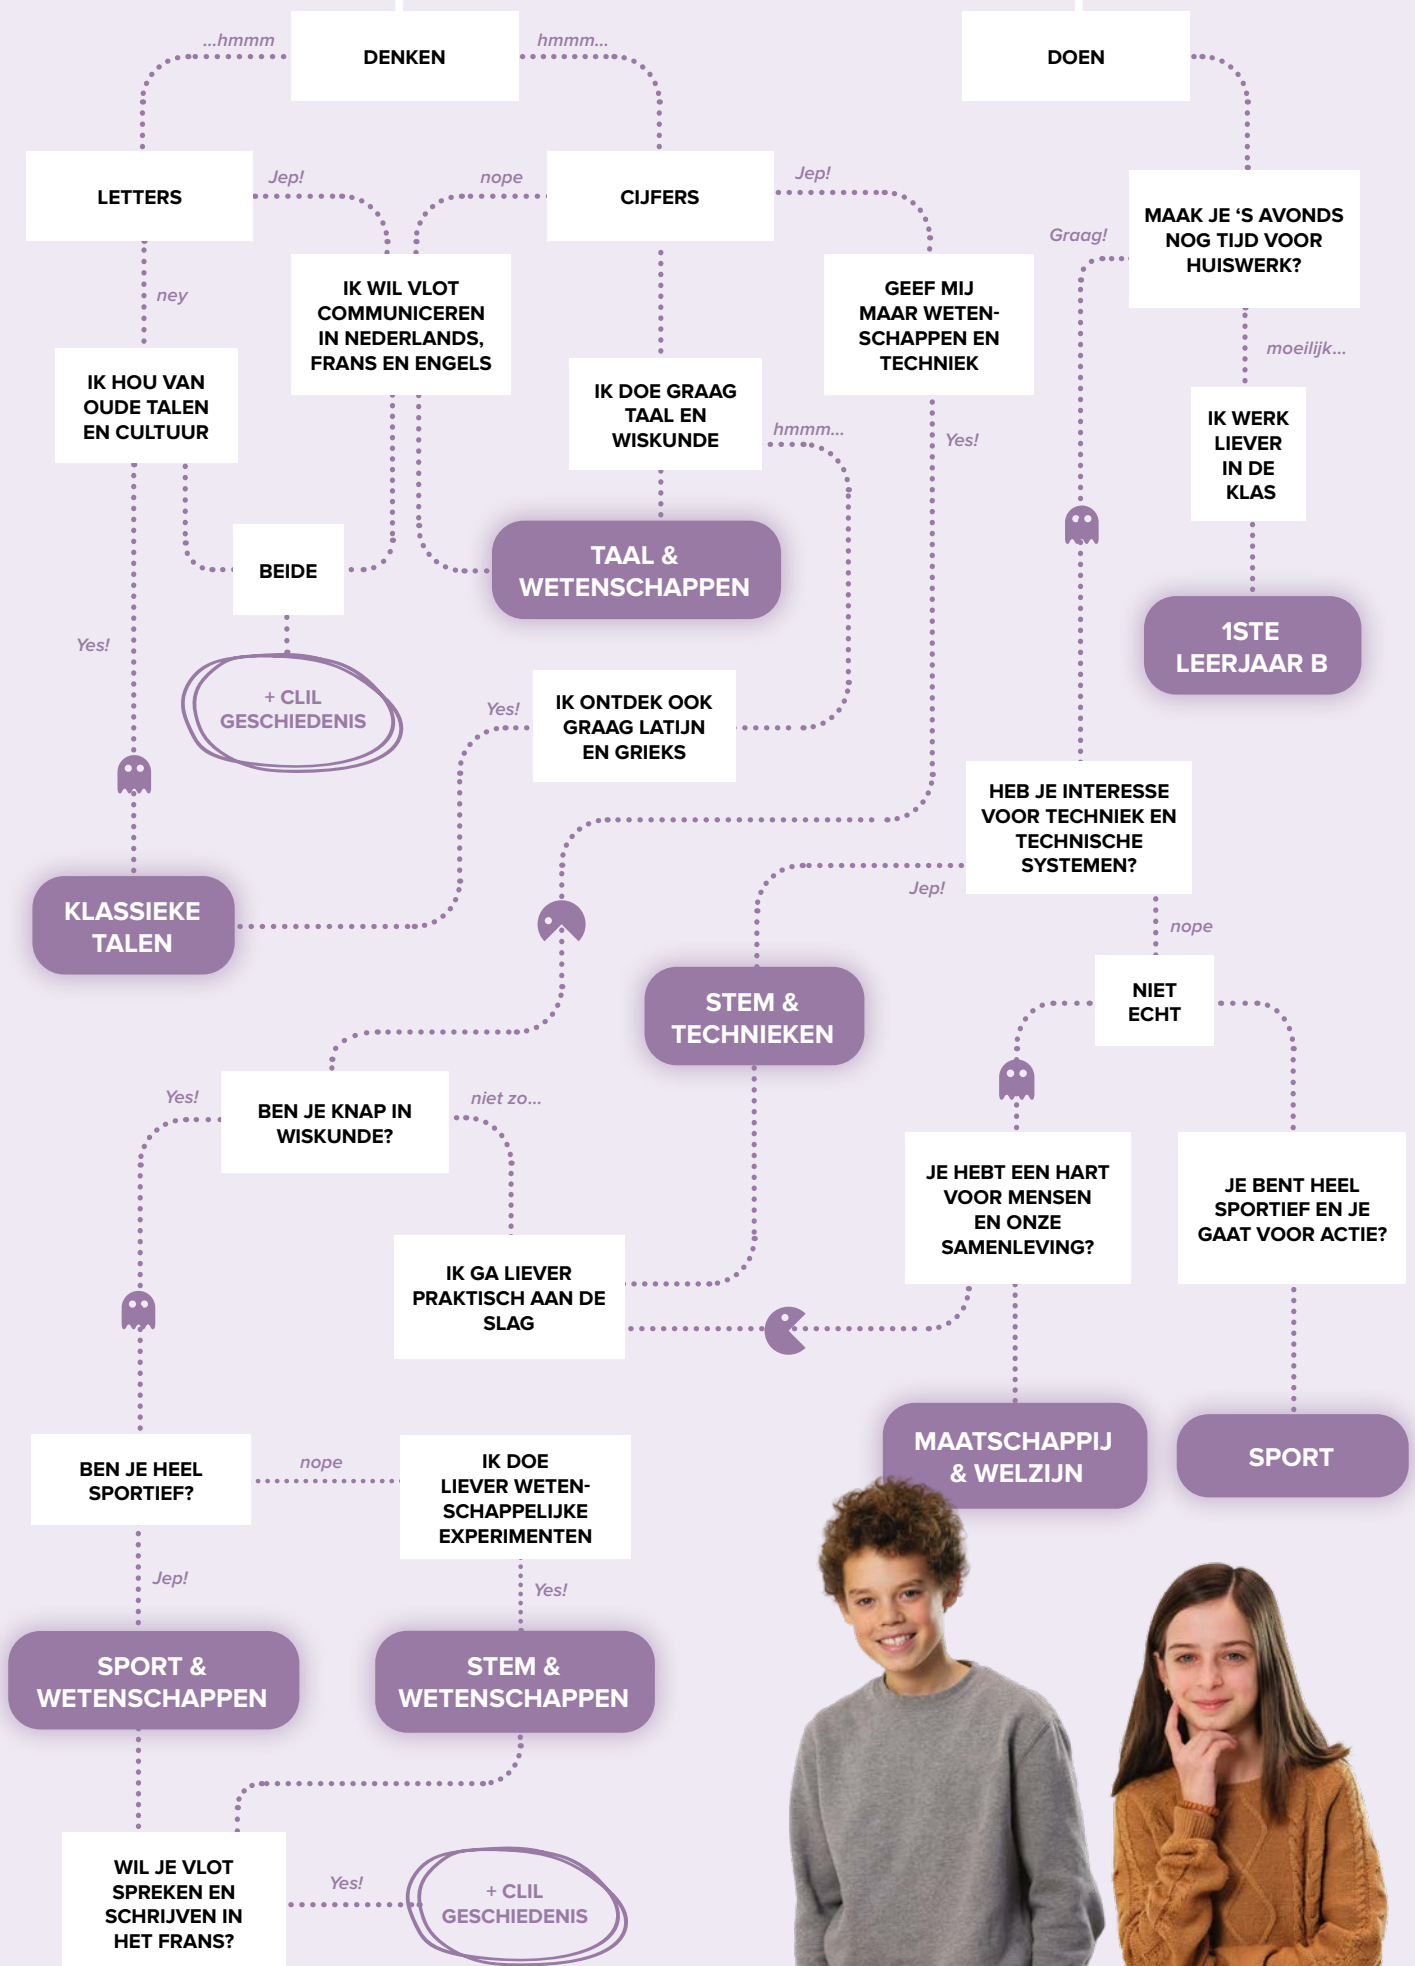 ...hmmm
DENKEN
hmmm...
DOEN
LETTERS
Jep!
nope
CIJFERS
Jep!
MAAK JE ‘S AVONDS
NOG TIJD VOOR
HUISWERK?
Graag!
ney
IK WIL VLOT
COMMUNICEREN
IN NEDERLANDS,
FRANS EN ENGELS
GEEF MIJ
MAAR WETEN-
SCHAPPEN EN
TECHNIEK
moeilijk...
IK HOU VAN
OUDE TALEN
EN CULTUUR
IK DOE GRAAG
TAAL EN
WISKUNDE
hmmm...
Yes!
IK WERK
LIEVER
IN DE
KLAS
BEIDE
TAAL &
WETENSCHAPPEN
1STE
LEERJAAR B
Yes!
+ CLIL
GESCHIEDENIS
Yes!
IK ONTDEK OOK
GRAAG LATIJN
EN GRIEKS
HEB JE INTERESSE
VOOR TECHNIEK EN
TECHNISCHE
SYSTEMEN?
Jep!
KLASSIEKE
TALEN
nope
STEM &
TECHNIEKEN
NIET
ECHT
Yes!
BEN JE KNAP IN
WISKUNDE?
niet zo...
JE HEBT EEN HART
VOOR MENSEN
EN ONZE
SAMENLEVING?
JE BENT HEEL
SPORTIEF EN JE
GAAT VOOR ACTIE?
IK GA LIEVER
PRAKTISCH AAN DE
SLAG
MAATSCHAPPIJ
& WELZIJN
SPORT
BEN JE HEEL
SPORTIEF?
nope
IK DOE
LIEVER WETEN-
SCHAPPELIJKE
EXPERIMENTEN
Jep!
Yes!
SPORT &
WETENSCHAPPEN
STEM &
WETENSCHAPPEN
WIL JE VLOT
SPREKEN EN
SCHRIJVEN IN
HET FRANS?
Yes!
+ CLIL
GESCHIEDENIS